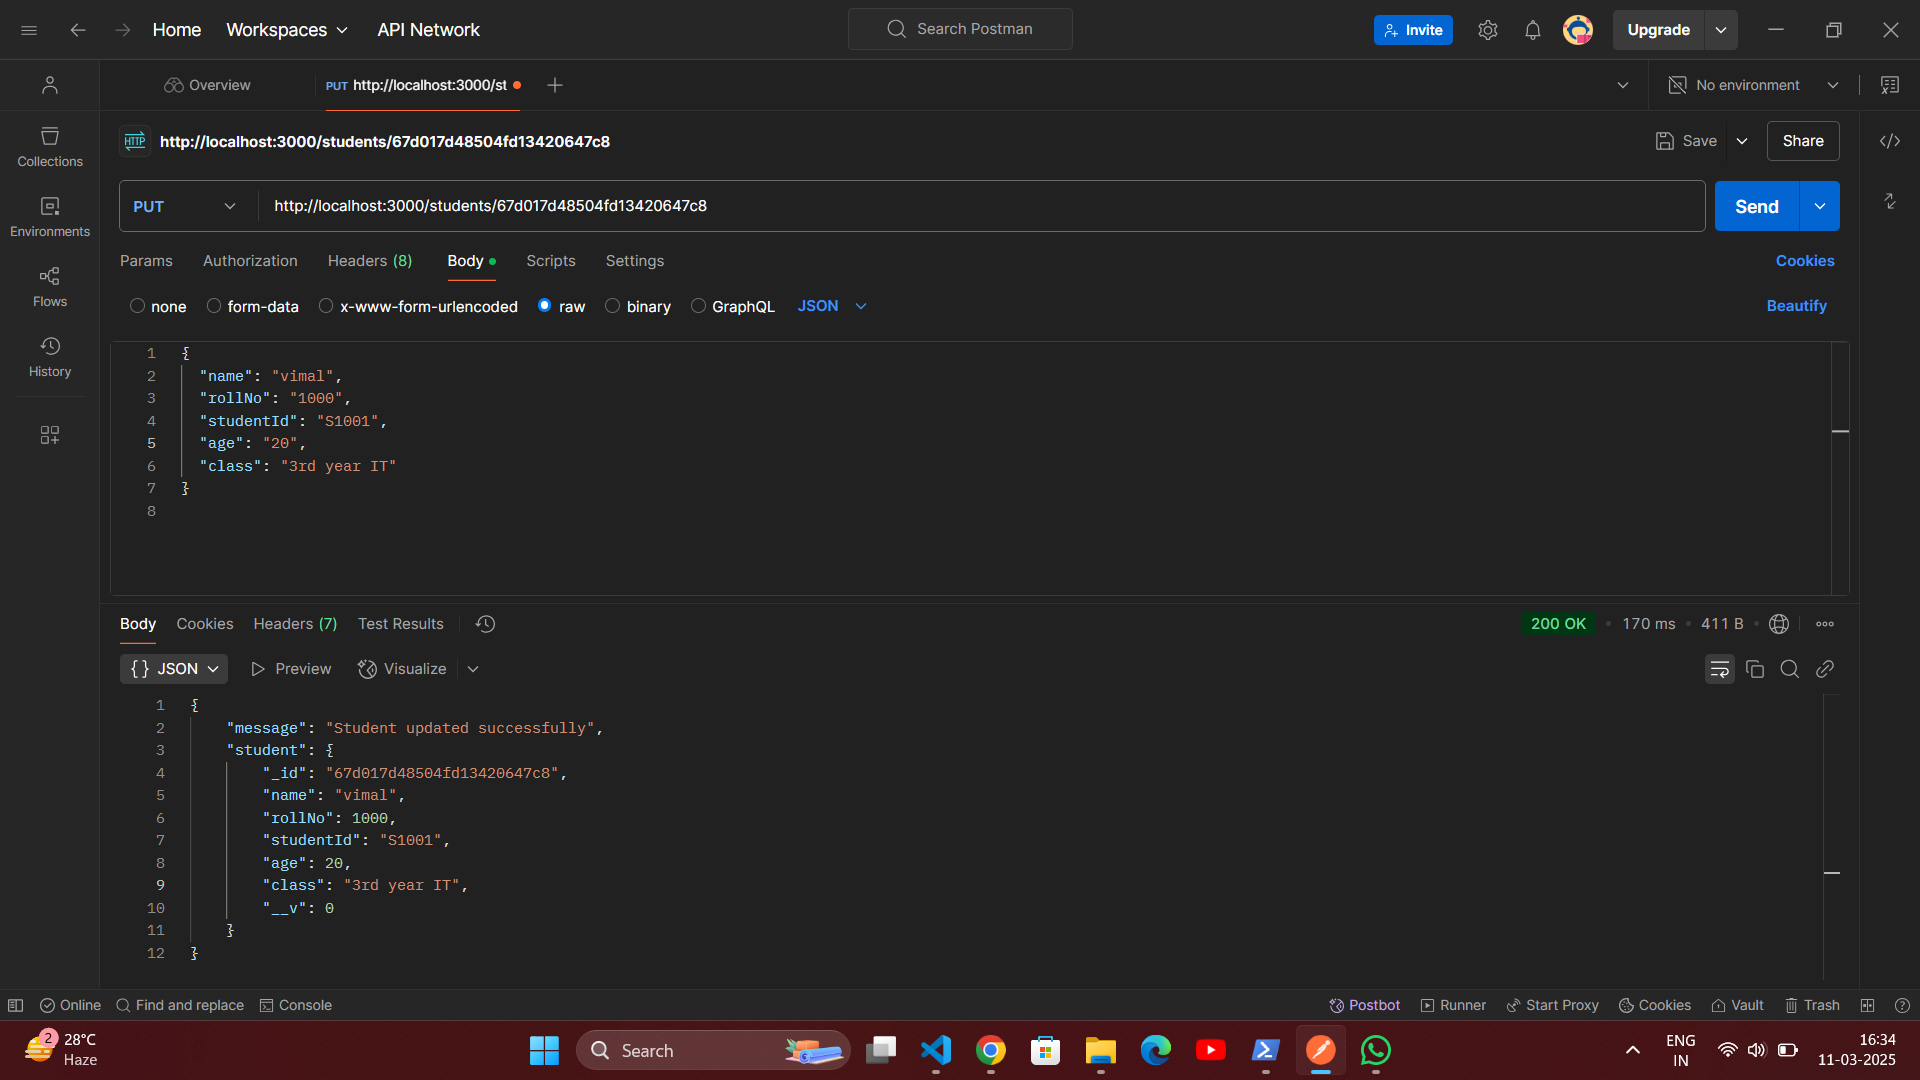 Home Workspaces API Network Search Postman Invite Upgrade
Overview PUT http://localhost:3000/st No environment
HTTP http://localhost:3000/students/67d017d48504fd13420647c8 Save Share
Collections
Environments
Flows
History
PUT http://localhost:3000/students/67d017d48504fd13420647c8 Send
Params Authorization Headers (8) Body Scripts Settings Cookies
none form-data x-www-form-urlencoded raw binary GraphQL JSON Beautify
1 {
2 "name": "vimal",
3 "rollNo": "1000",
4 "studentId": "S1001",
5 "age": "20",
6 "class": "3rd year IT"
7 }
8
Body Cookies Headers (7) Test Results 200 OK 170 ms 411 B
{} JSON Preview Visualize
1 {
2 "message": "Student updated successfully",
3 "student": {
4 "_id": "67d017d48504fd13420647c8",
5 "name": "vimal",
6 "rollNo": 1000,
7 "studentId": "S1001",
8 "age": 20,
9 "class": "3rd year IT",
10 "__v": 0
11 }
12 }
Online Find and replace Console Postbot Runner Start Proxy Cookies Vault Trash
2 28°C
Haze
Search
ENG
IN
16:34
11-03-2025